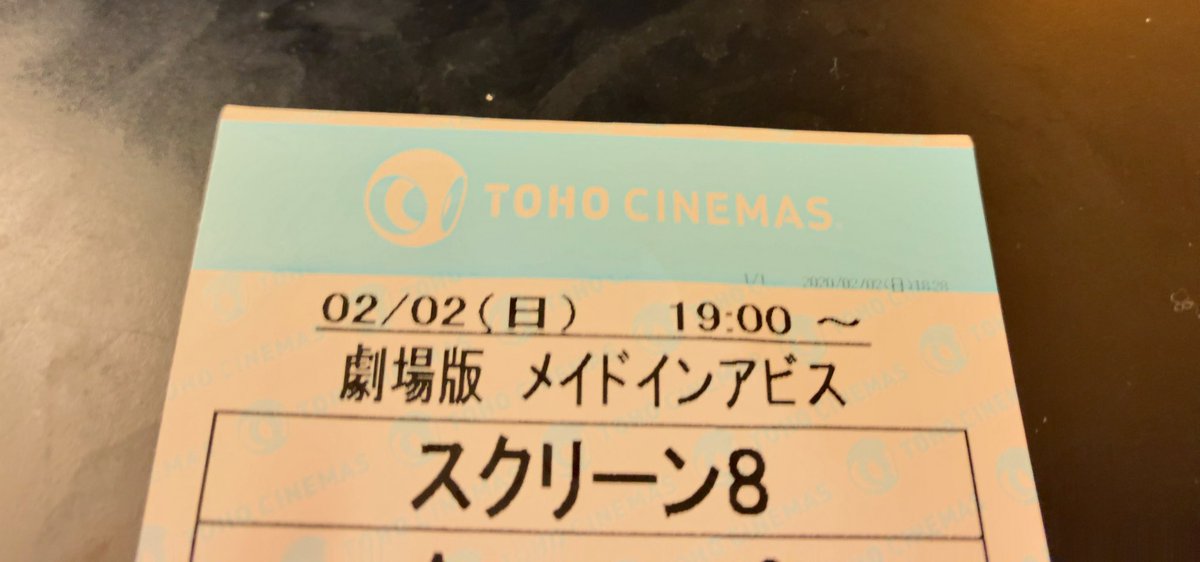 TOHO CINEMAS
1/1 2020/02/02(日)18:28
02/02(日) 19:00 ～
劇場版 メイドインアビス
スクリーン8